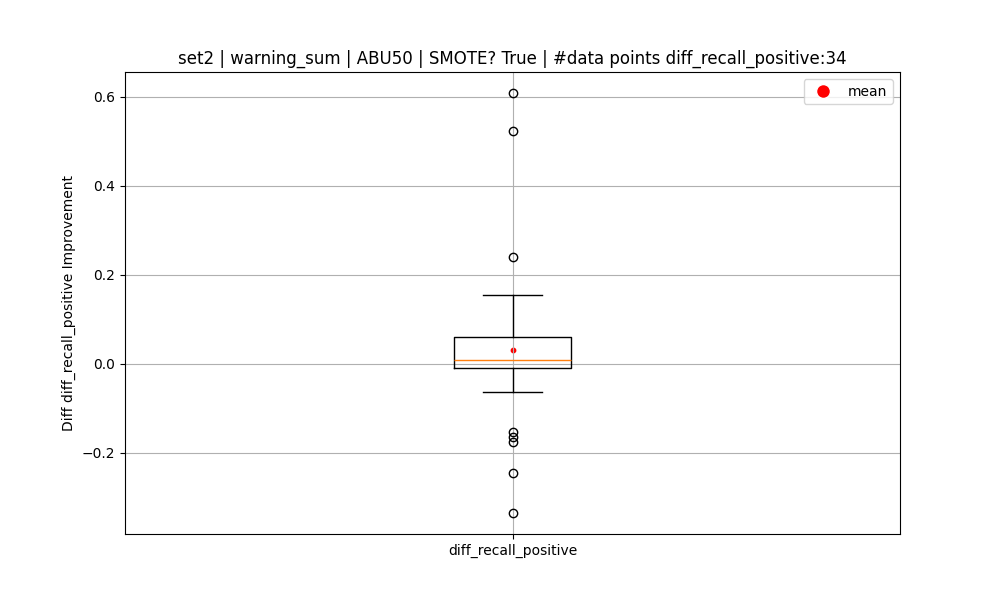 set2 | warning_sum | ABU50 | SMOTE? True | #data points diff_recall_positive:34
mean
0.6
0.4
0.2
0.0
−0.2
Diff diff_recall_positive Improvement
diff_recall_positive